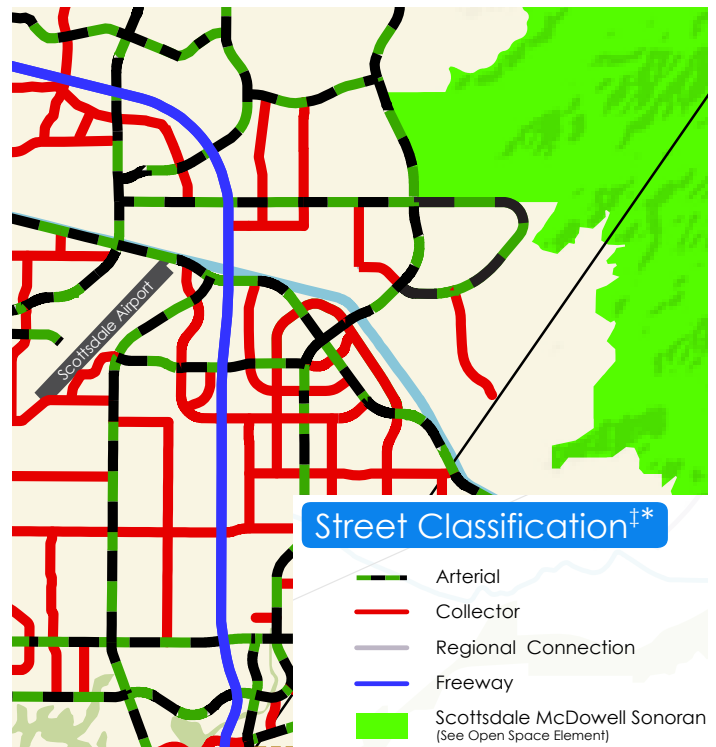 Scottsdale Airport
Street Classification‡*
Arterial
Collector
Regional Connection
Freeway
Scottsdale McDowell Sonoran
(See Open Space Element)